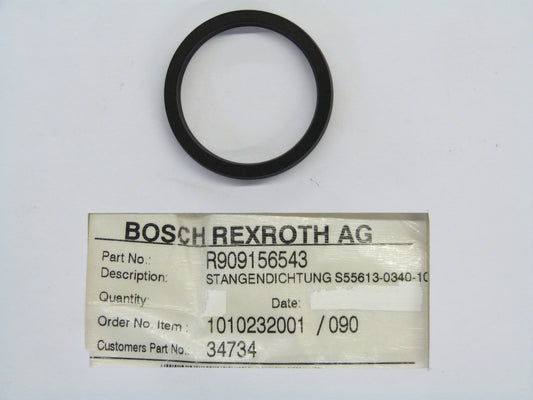 BOSCH REXROTH AG
Part No.: R909156543
Description: STANGENDICHTUNG S55613-0340-10
Quantity: Date:
Order No. Item: 1010232001 /090
Customers Part No.: 34734